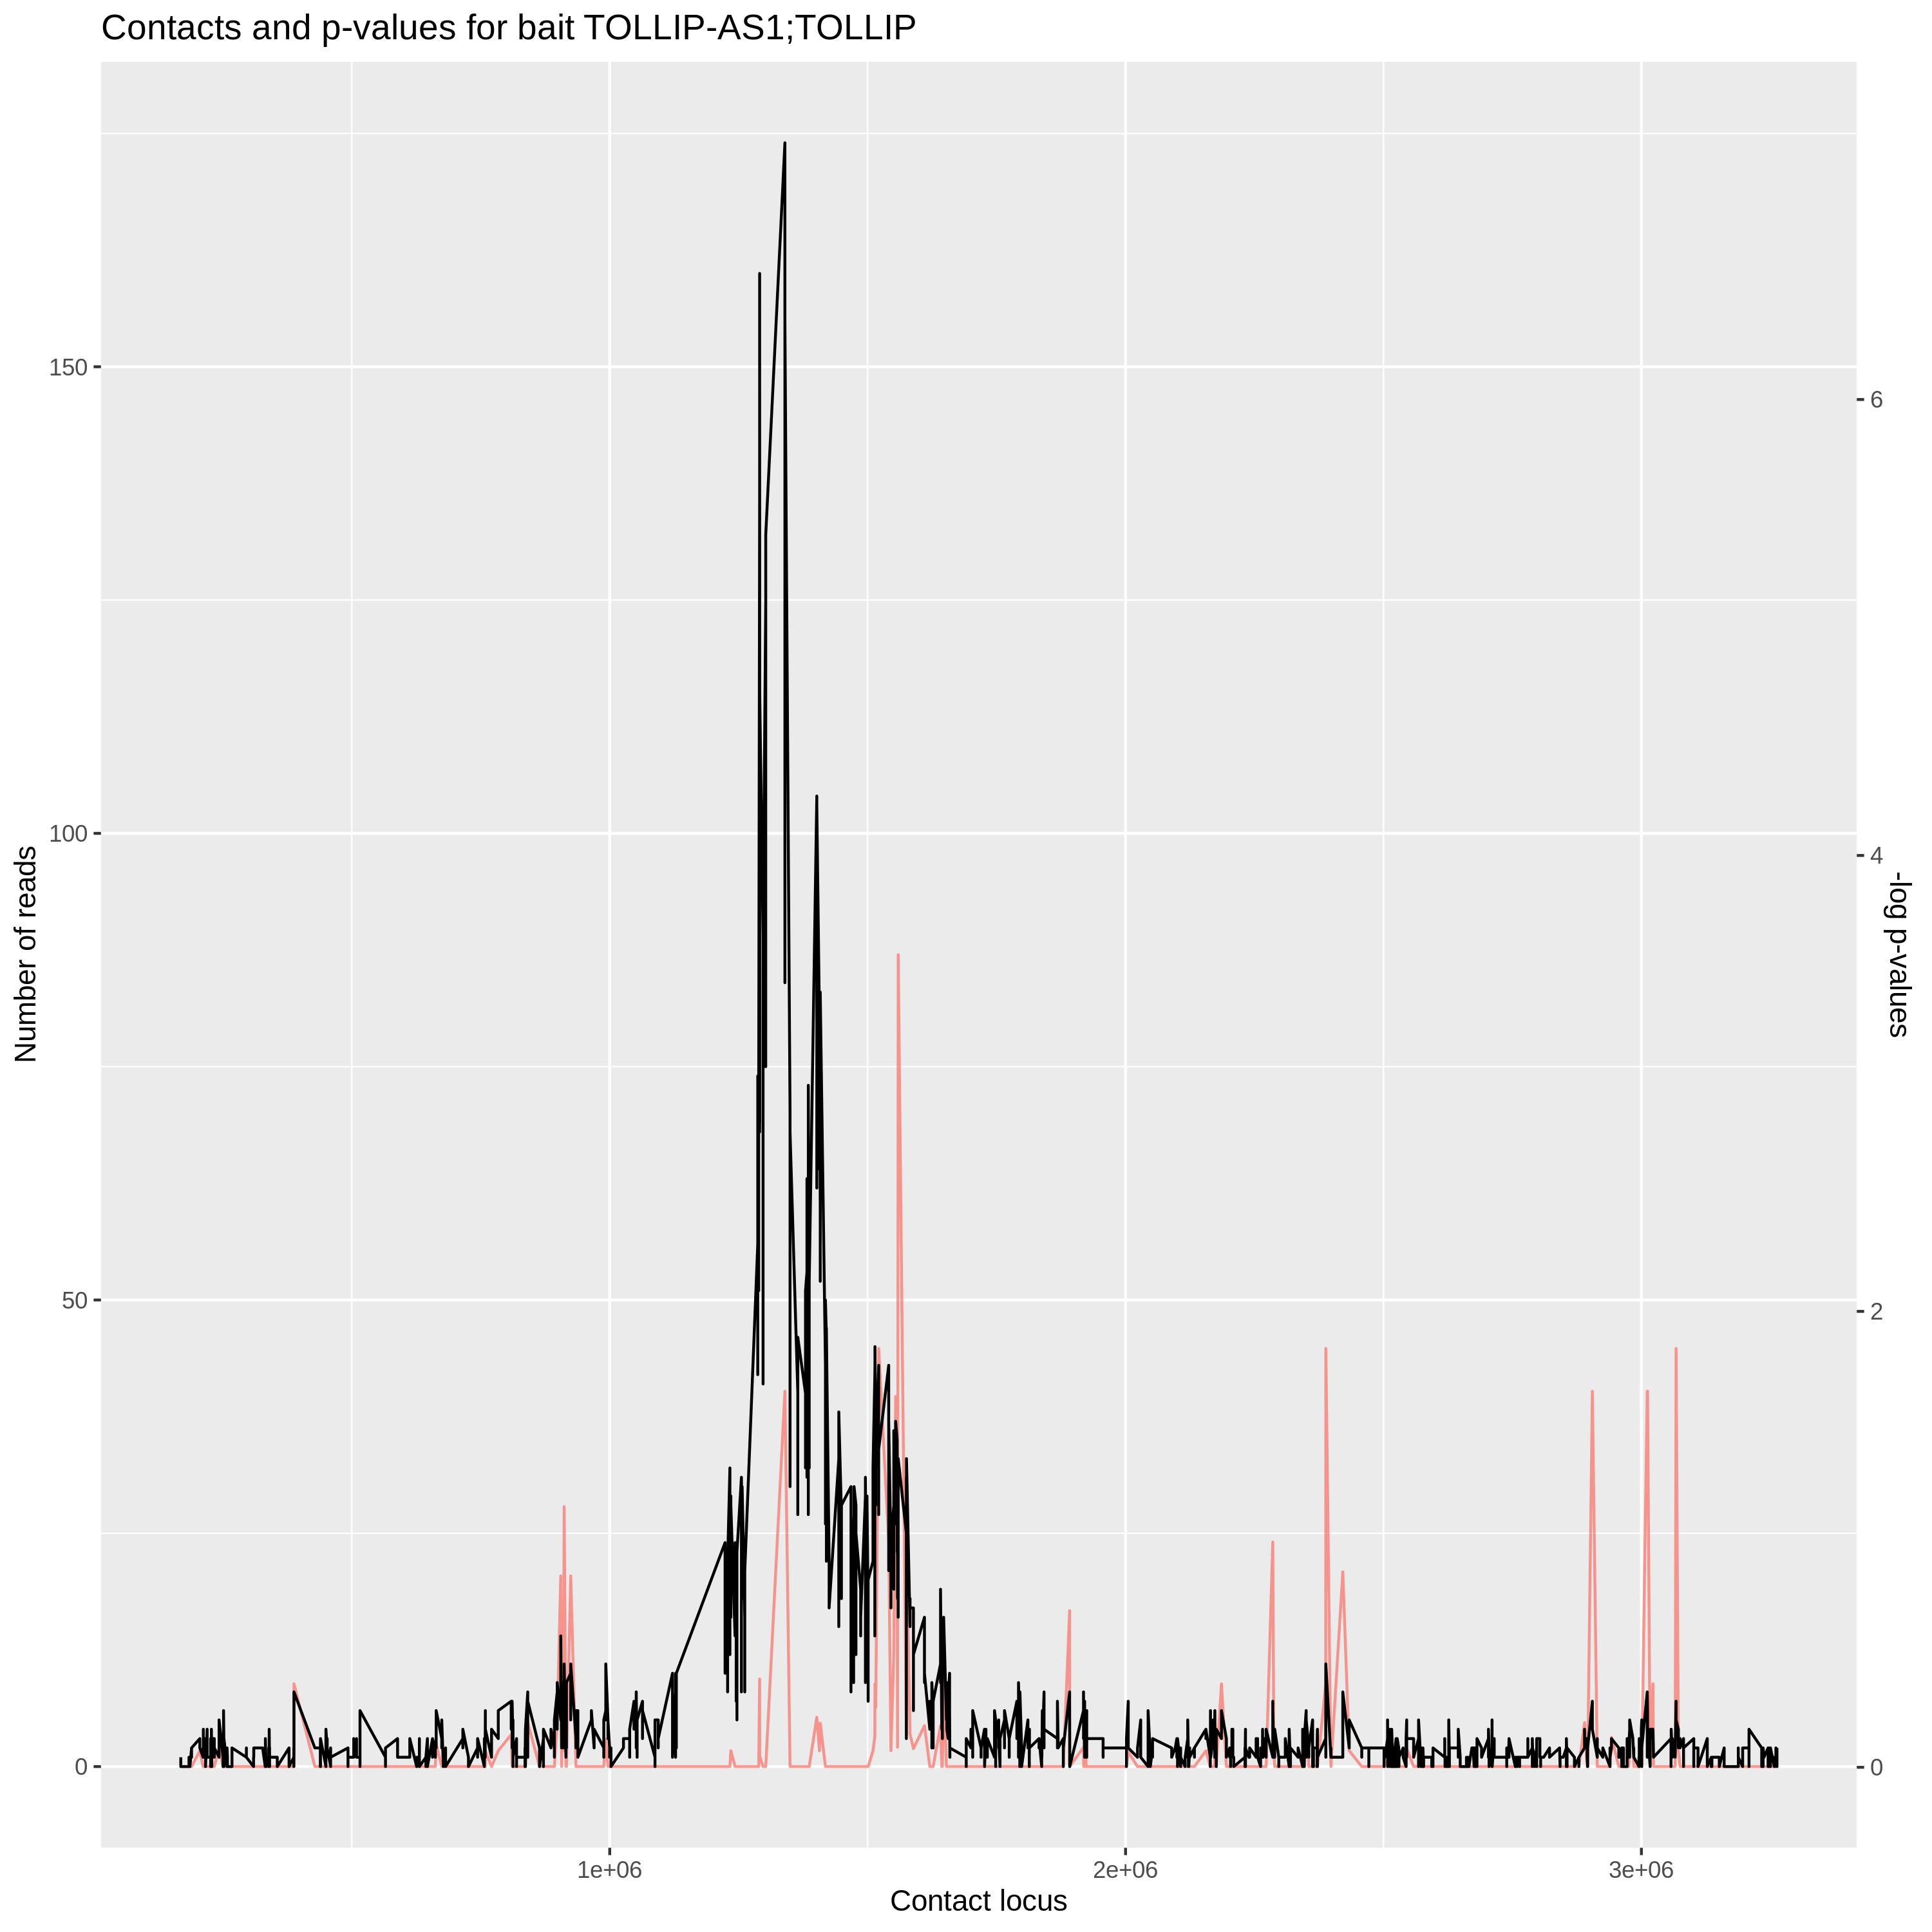 Contacts and p-values for bait TOLLIP-AS1;TOLLIP
Number of reads
150
100
50
0
6
4
2
0
-log p-values
1e+06
2e+06
3e+06
Contact locus